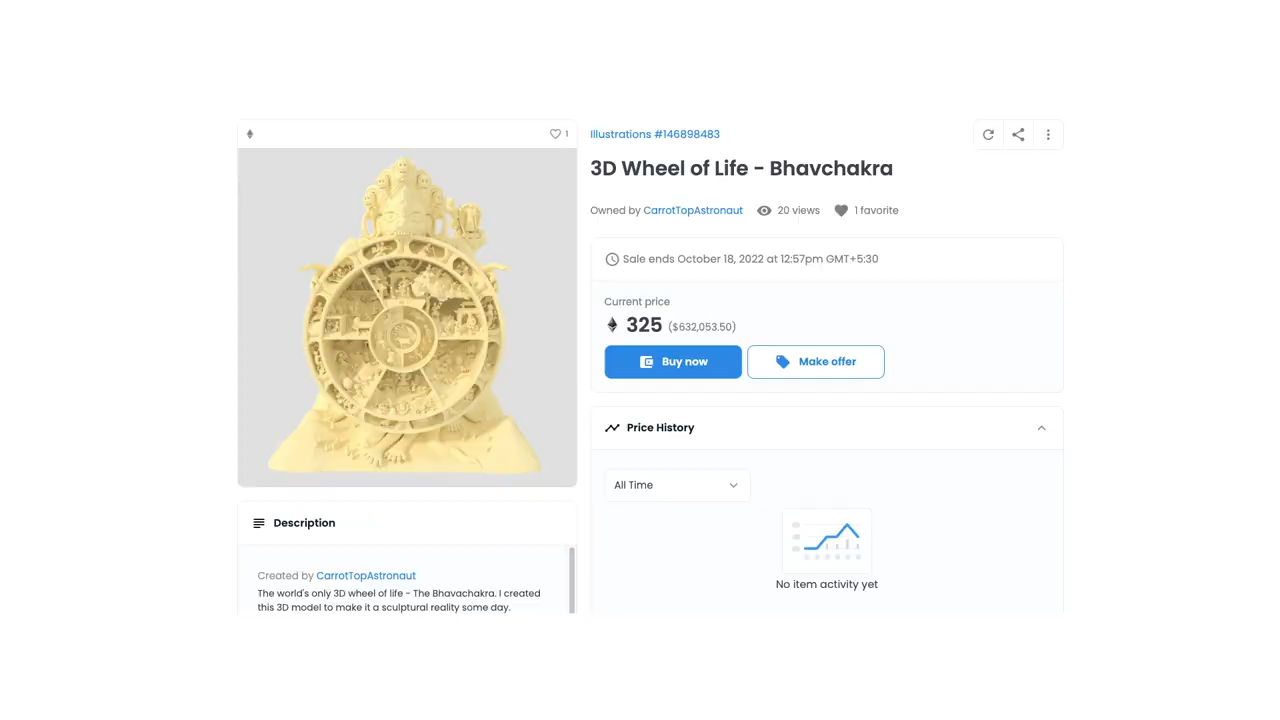 1
Illustrations #146898483
3D Wheel of Life - Bhavchakra
Owned by CarrotTopAstronaut 20 views 1 favorite
Sale ends October 18, 2022 at 12:57pm GMT+5:30
Current price
325 ($632,053.50)
Buy now Make offer
Price History
All Time
No item activity yet
Description
Created by CarrotTopAstronaut
The world's only 3D wheel of life - The Bhavachakra. I created
this 3D model to make it a sculptural reality some day.